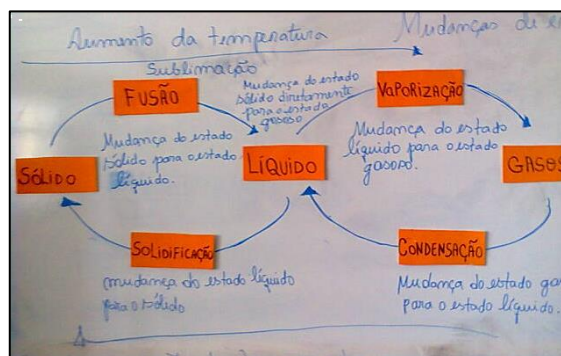 Aumento da temperatura
Mudanças de
Sublimação
FUSÃO
Mudança do estado
sólido diretamente
para o estado
gasoso
VAPORIZAÇÃO
Mudança do estado
sólido para o estado
líquido.
Mudança do estado
líquido para o estado
gasoso.
SÓLIDO
LÍQUIDO
GASOS
SOLIDIFICAÇÃO
CONDENSAÇÃO
mudança do estado líquido
para o sólido
Mudança do estado gas
para o estado líquido.